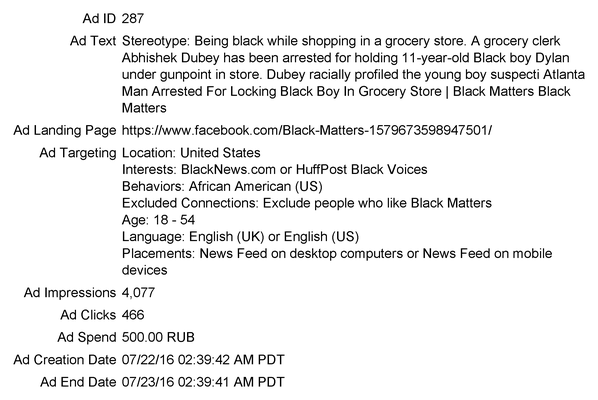 Ad ID 287
Ad Text Stereotype: Being black while shopping in a grocery store. A grocery clerk
Abhishek Dubey has been arrested for holding 11-year-old Black boy Dylan
under gunpoint in store. Dubey racially profiled the young boy suspecti Atlanta
Man Arrested For Locking Black Boy In Grocery Store | Black Matters Black
Matters
Ad Landing Page https://www.facebook.com/Black-Matters-1579673598947501/
Ad Targeting Location: United States
Interests: BlackNews.com or HuffPost Black Voices
Behaviors: African American (US)
Excluded Connections: Exclude people who like Black Matters
Age: 18 - 54
Language: English (UK) or English (US)
Placements: News Feed on desktop computers or News Feed on mobile
devices
Ad Impressions 4,077
Ad Clicks 466
Ad Spend 500.00 RUB
Ad Creation Date 07/22/16 02:39:42 AM PDT
Ad End Date 07/23/16 02:39:41 AM PDT